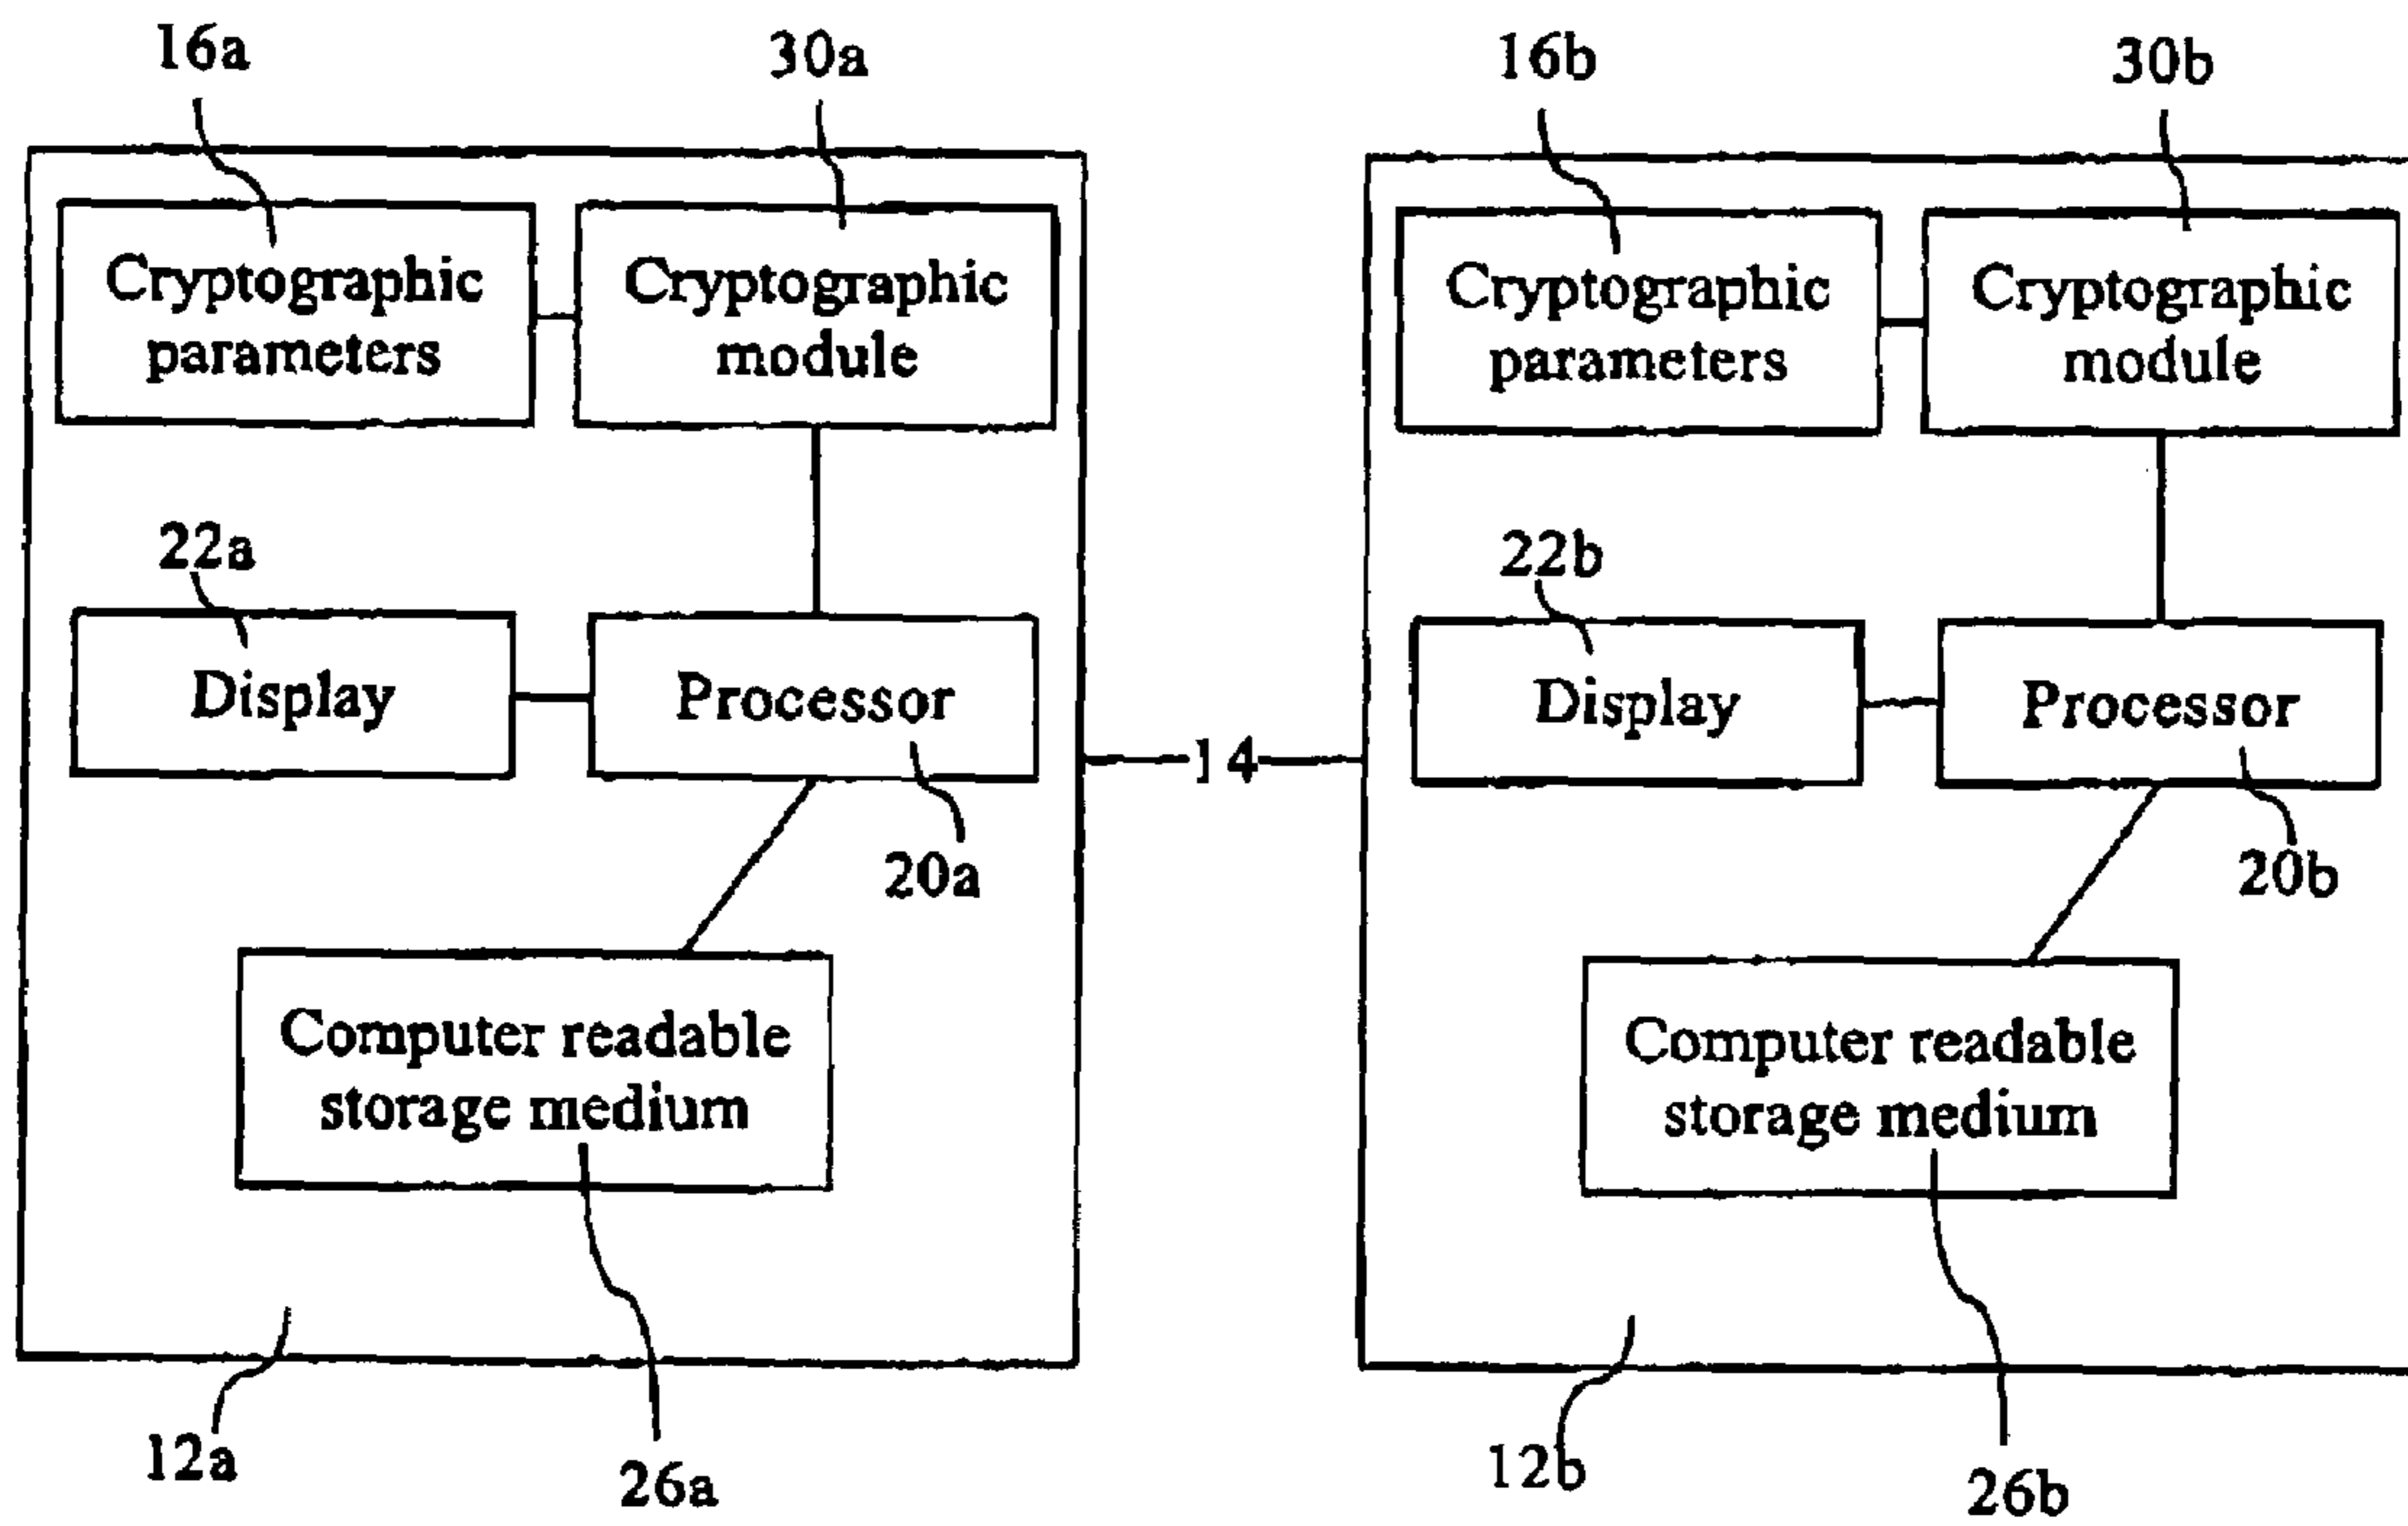 16a
30a
16b
30b
Cryptographic
parameters
Cryptographic
module
Cryptographic
parameters
Cryptographic
module
22a
22b
Display
Processor
14
Display
Processor
20a
20b
Computer readable
storage medium
Computer readable
storage medium
12a
26a
12b
26b